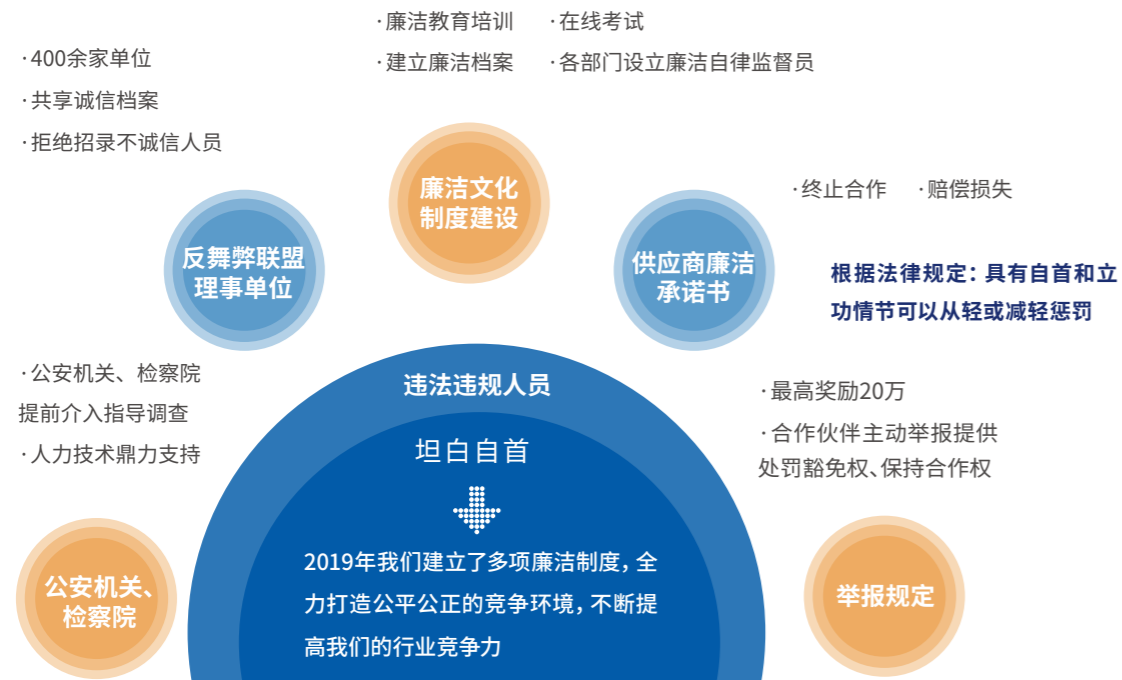 ·廉洁教育培训 ·在线考试
·建立廉洁档案 ·各部门设立廉洁自律监督员
·400余家单位
·共享诚信档案
·拒绝招录不诚信人员
廉洁文化
制度建设
·终止合作 ·赔偿损失
反舞弊联盟
理事单位
供应商廉洁
承诺书
根据法律规定：具有自首和立
功情节可以从轻或减轻惩罚
·公安机关、检察院
提前介入指导调查
·人力技术鼎力支持
违法违规人员
坦白自首
·最高奖励20万
·合作伙伴主动举报提供
处罚豁免权、保持合作权
公安机关、
检察院
2019年我们建立了多项廉洁制度，全
力打造公平公正的竞争环境，不断提
高我们的行业竞争力
举报规定